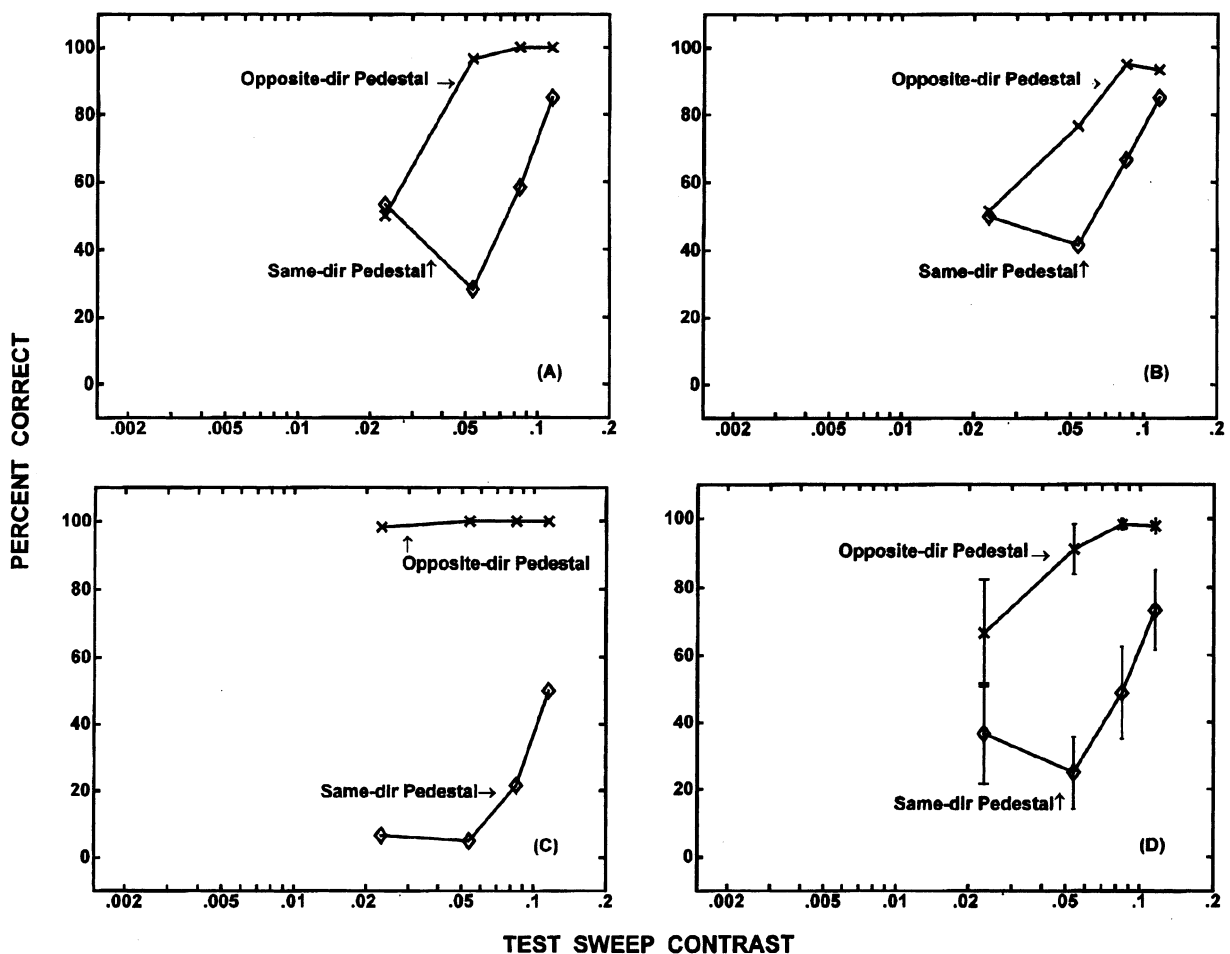 100
80
60
40
20
0
Opposite-dir Pedestal →
Same-dir Pedestal↑
(A)
.002 .005 .01 .02 .05 .1 .2
100
80
60
40
20
0
Opposite-dir Pedestal →
Same-dir Pedestal↑
(B)
.002 .005 .01 .02 .05 .1 .2
PERCENT CORRECT
100
80
60
40
20
0
↑
Opposite-dir Pedestal
Same-dir Pedestal→
(C)
.002 .005 .01 .02 .05 .1 .2
100
80
60
40
20
0
Opposite-dir Pedestal→
Same-dir Pedestal↑
(D)
.002 .005 .01 .02 .05 .1 .2
TEST SWEEP CONTRAST